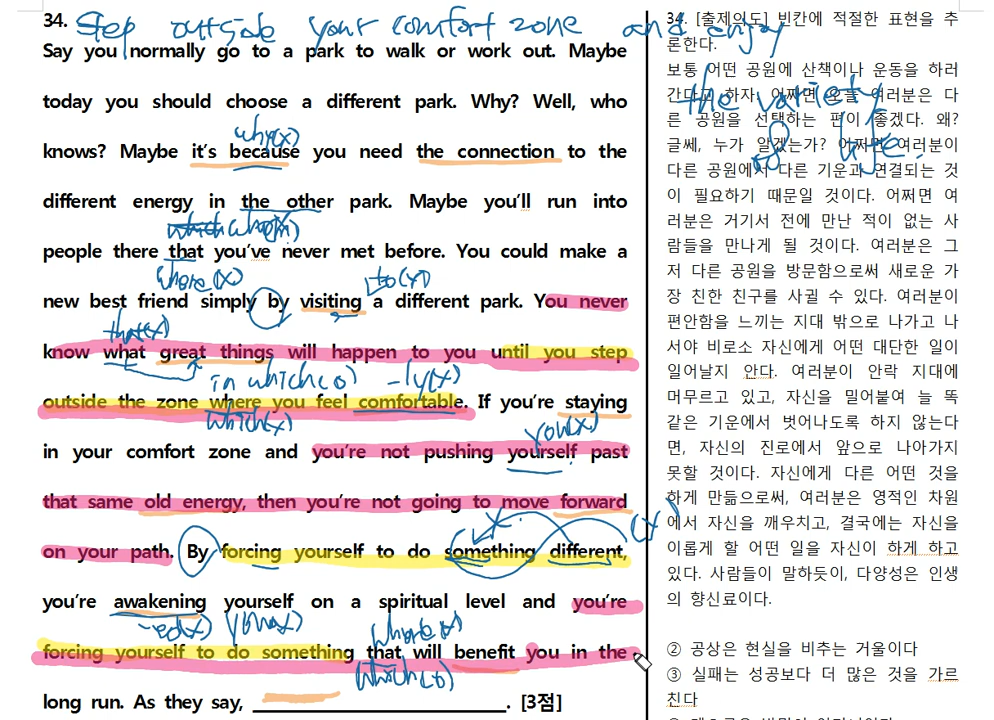 34. Step outside your comfort zone and enjoy
the variety
of life.
Say you normally go to a park to walk or work out. Maybe
today you should choose a different park. Why? Well, who
why(x)
knows? Maybe it's because you need the connection to the
different energy in the other park. Maybe you'll run into
people there that you've never met before. You could make a
where(x)
to(x)
new best friend simply by visiting a different park. You never
that(x)
know what great things will happen to you until you step
in which(o) -ly(x)
outside the zone where you feel comfortable. If you're staying
which(x)
you(x)
in your comfort zone and you're not pushing yourself past
that same old energy, then you're not going to move forward
(x)
on your path. By forcing yourself to do something different,
you're awakening yourself on a spiritual level and you're
-ed(x) you(x) where(x)
forcing yourself to do something that will benefit you in the
which(o)
long run. As they say, ____________________. [3점]
34. [출제의도] 빈칸에 적절한 표현을 추
론한다.
보통 어떤 공원에 산책이나 운동을 하러
간다고 하자. 어쩌면 오늘 여러분은 다
른 공원을 선택하는 편이 좋겠다. 왜?
글쎄, 누가 알겠는가? 어쩌면 여러분이
다른 공원에서 다른 기운과 연결되는 것
이 필요하기 때문일 것이다. 어쩌면 여
러분은 거기서 전에 만난 적이 없는 사
람들을 만나게 될 것이다. 여러분은 그
저 다른 공원을 방문함으로써 새로운 가
장 친한 친구를 사귈 수 있다. 여러분이
편안함을 느끼는 지대 밖으로 나가고 나
서야 비로소 자신에게 어떤 대단한 일이
일어날지 안다. 여러분이 안락 지대에
머무르고 있고, 자신을 밀어붙여 늘 똑
같은 기운에서 벗어나도록 하지 않는다
면, 자신의 진로에서 앞으로 나아가지
못할 것이다. 자신에게 다른 어떤 것을
하게 만듦으로써, 여러분은 영적인 차원
에서 자신을 깨우치고, 결국에는 자신을
이롭게 할 어떤 일을 자신이 하게 하고
있다. 사람들이 말하듯이, 다양성은 인생
의 향신료이다.
② 공상은 현실을 비추는 거울이다
③ 실패는 성공보다 더 많은 것을 가르
친다